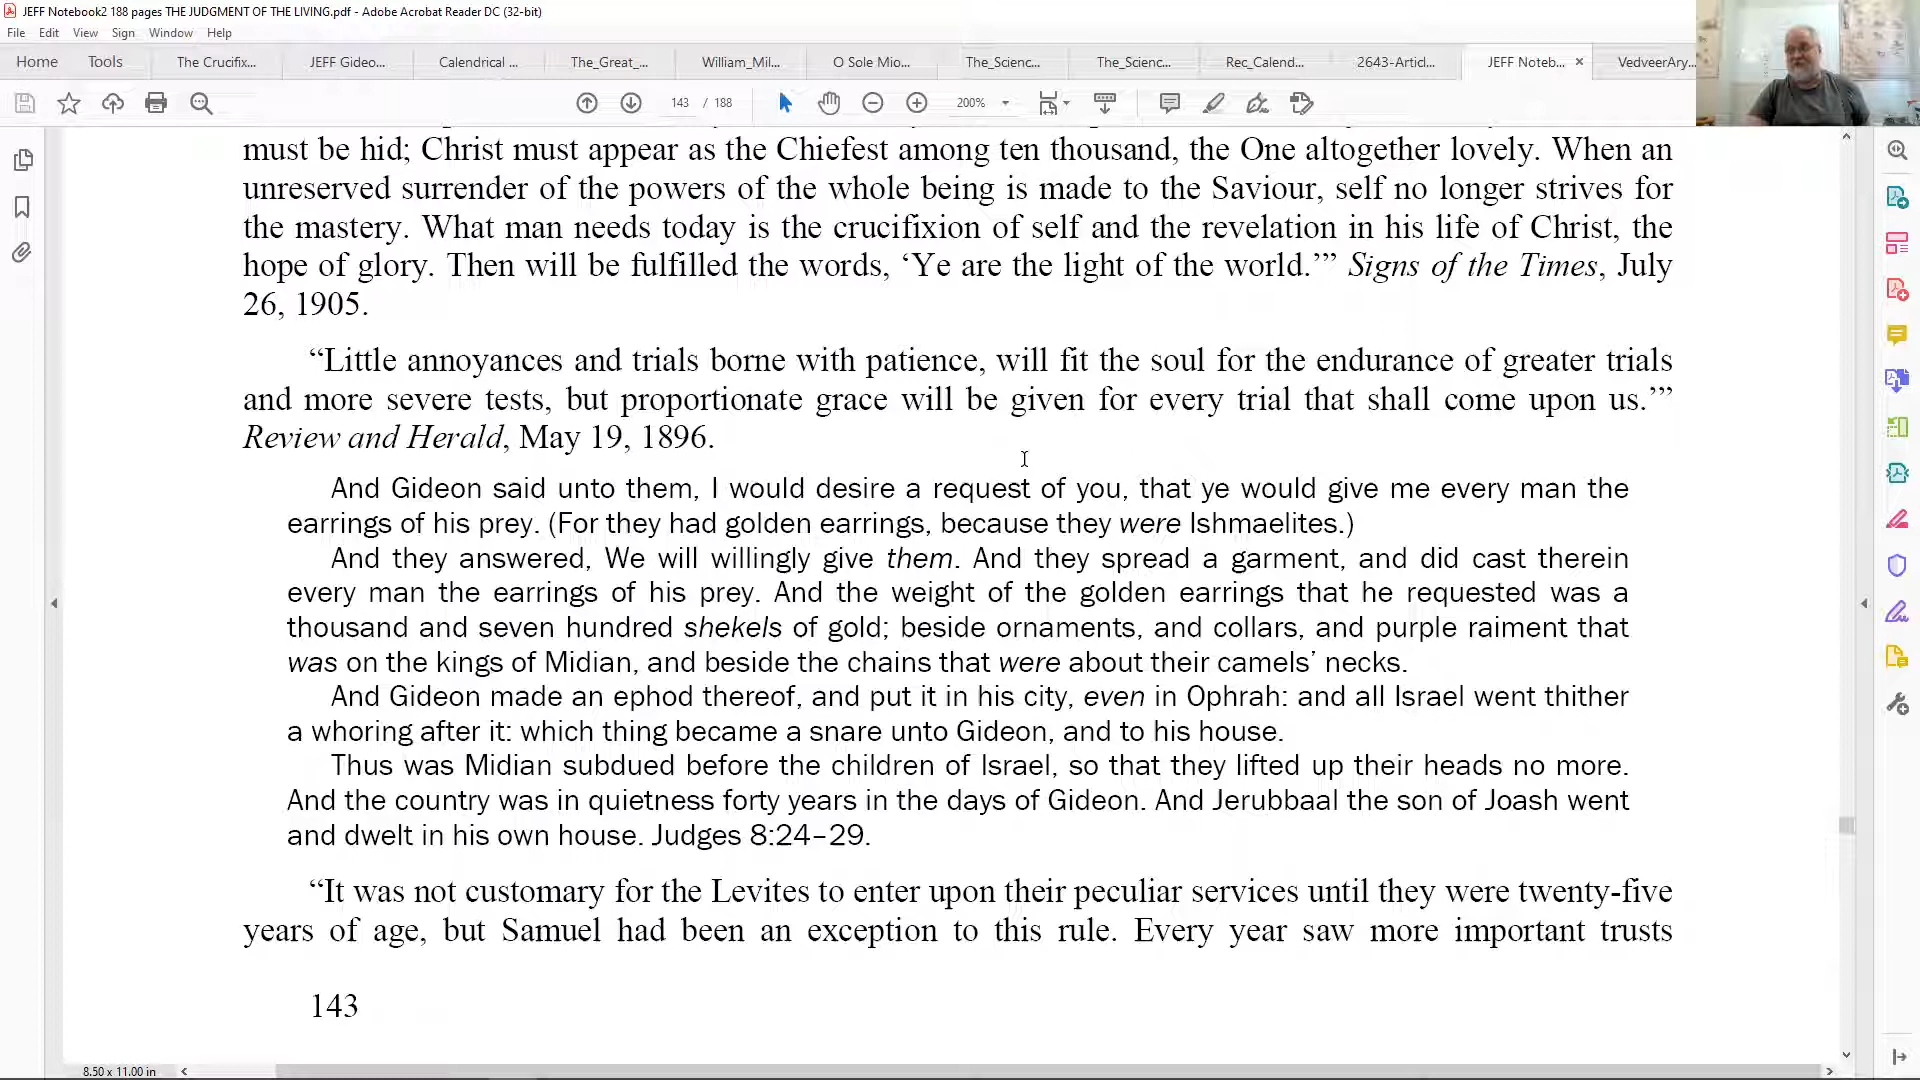 JEFF Notebook2 188 pages THE JUDGMENT OF THE LIVING.pdf - Adobe Acrobat Reader DC (32-bit)
File Edit View Sign Window Help
Home Tools The Crucifix... JEFF Gideo... Calendrical ... The_Great_... William_Mil... O Sole Mio... The_Scienc... The_Scienc... Rec_Calend... 2643-Articl... JEFF Noteb... × VedveerAry...
143 / 188 200%
must be hid; Christ must appear as the Chiefest among ten thousand, the One altogether lovely. When an
unreserved surrender of the powers of the whole being is made to the Saviour, self no longer strives for
the mastery. What man needs today is the crucifixion of self and the revelation in his life of Christ, the
hope of glory. Then will be fulfilled the words, ‘Ye are the light of the world.’” Signs of the Times, July
26, 1905.
“Little annoyances and trials borne with patience, will fit the soul for the endurance of greater trials
and more severe tests, but proportionate grace will be given for every trial that shall come upon us.’”
Review and Herald, May 19, 1896.
And Gideon said unto them, I would desire a request of you, that ye would give me every man the
earrings of his prey. (For they had golden earrings, because they were Ishmaelites.)
And they answered, We will willingly give them. And they spread a garment, and did cast therein
every man the earrings of his prey. And the weight of the golden earrings that he requested was a
thousand and seven hundred shekels of gold; beside ornaments, and collars, and purple raiment that
was on the kings of Midian, and beside the chains that were about their camels’ necks.
And Gideon made an ephod thereof, and put it in his city, even in Ophrah: and all Israel went thither
a whoring after it: which thing became a snare unto Gideon, and to his house.
Thus was Midian subdued before the children of Israel, so that they lifted up their heads no more.
And the country was in quietness forty years in the days of Gideon. And Jerubbaal the son of Joash went
and dwelt in his own house. Judges 8:24–29.
“It was not customary for the Levites to enter upon their peculiar services until they were twenty-five
years of age, but Samuel had been an exception to this rule. Every year saw more important trusts
143
8.50 x 11.00 in